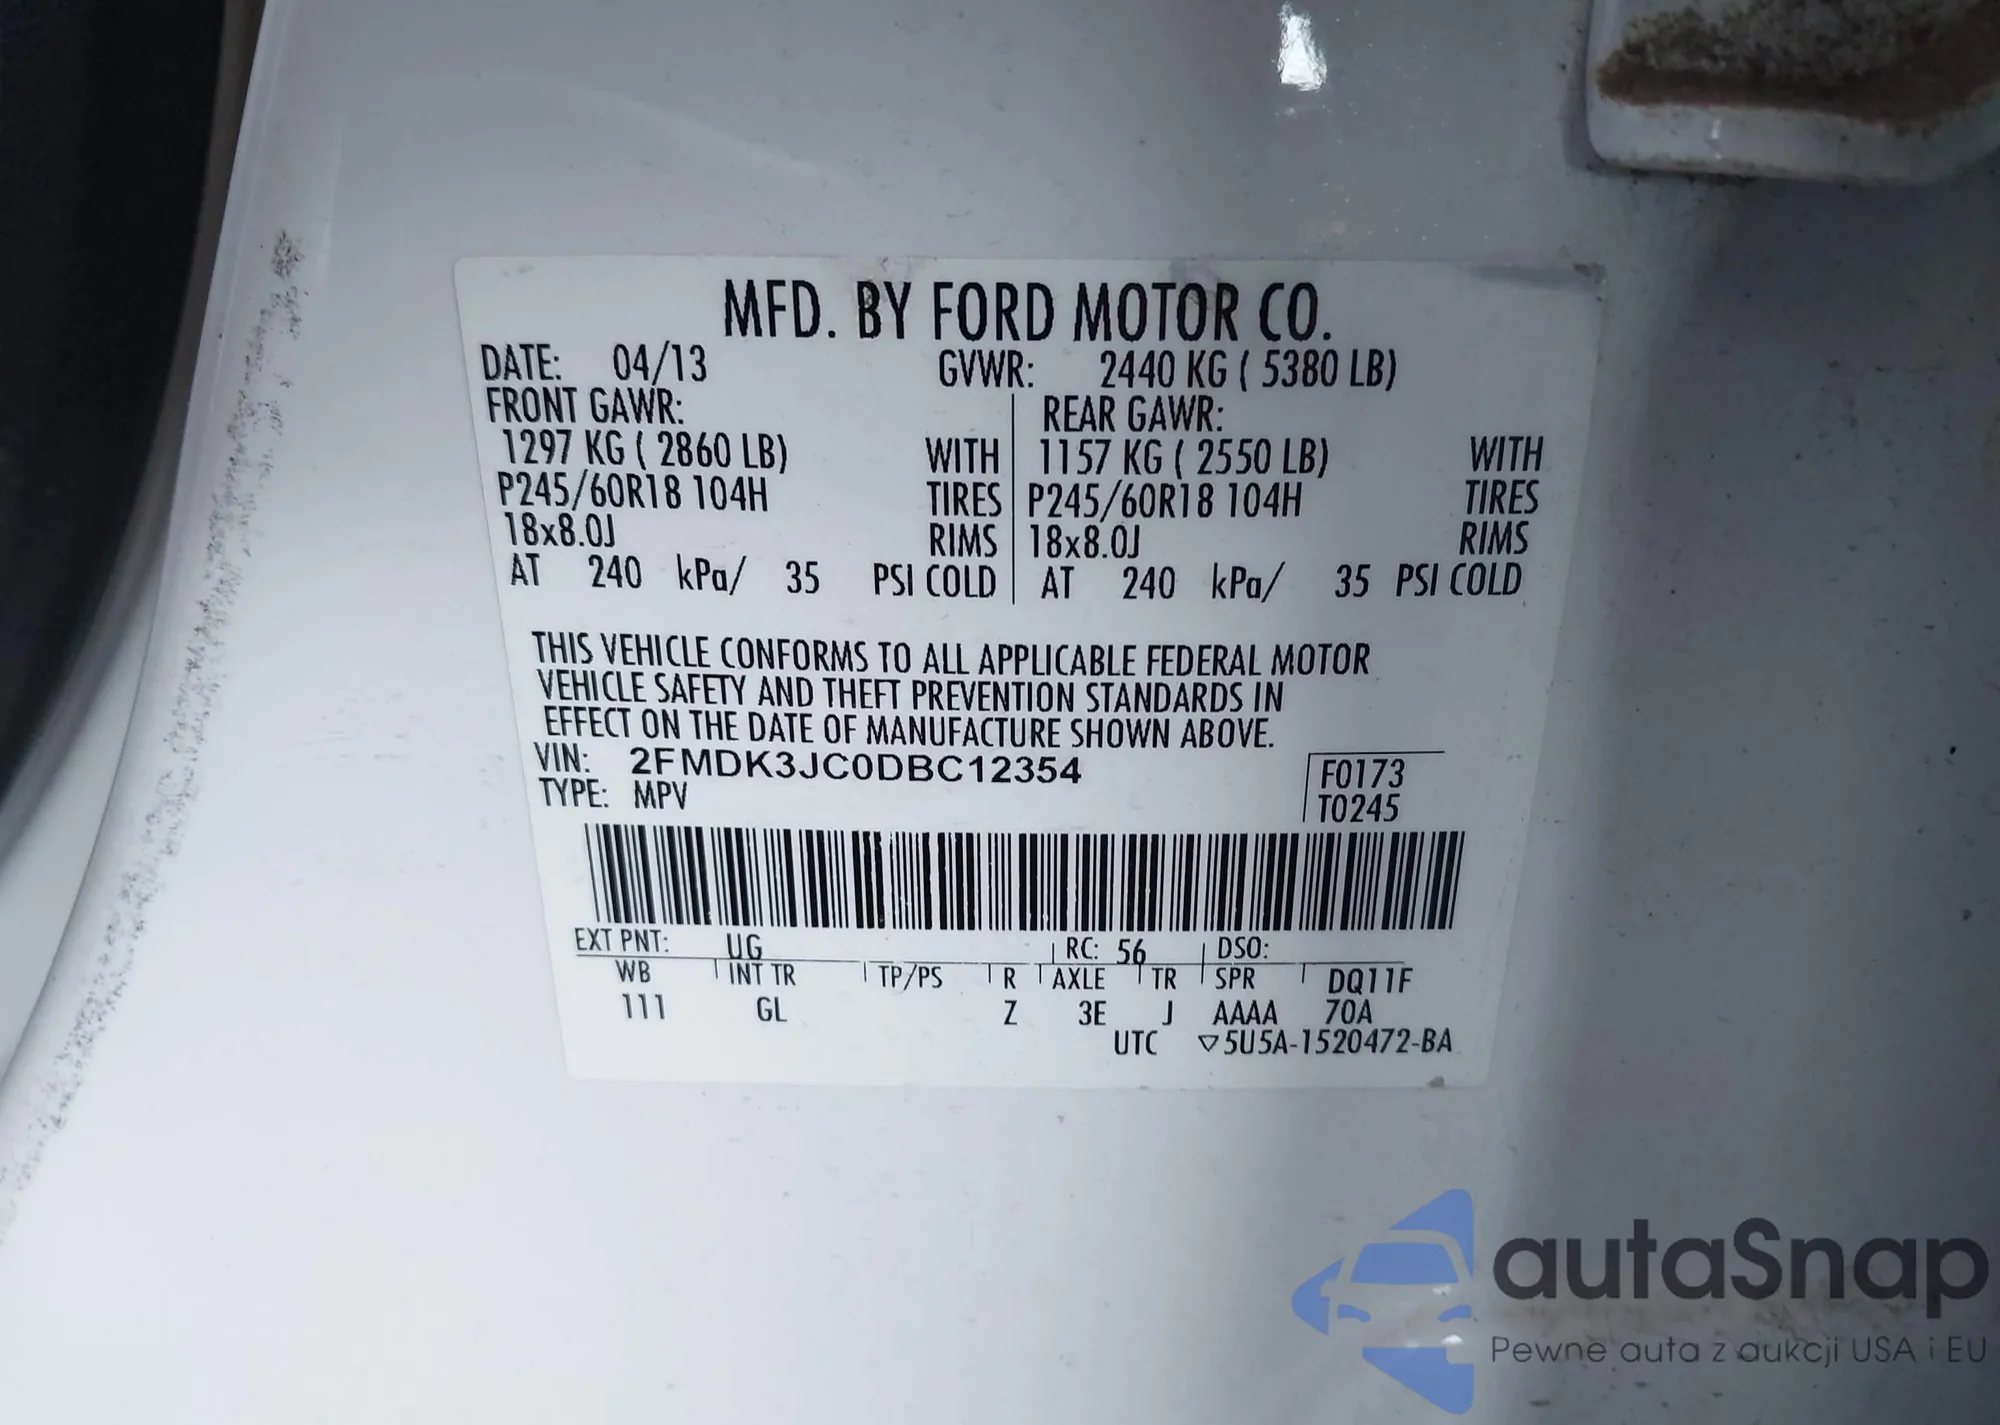 MFD. BY FORD MOTOR CO.
DATE: 04/13 GVWR: 2440 KG ( 5380 LB)
FRONT GAWR: REAR GAWR:
1297 KG ( 2860 LB) WITH 1157 KG ( 2550 LB) WITH
P245/60R18 104H TIRES P245/60R18 104H TIRES
18x8.0J RIMS 18x8.0J RIMS
AT 240 kPa/ 35 PSI COLD AT 240 kPa/ 35 PSI COLD
THIS VEHICLE CONFORMS TO ALL APPLICABLE FEDERAL MOTOR
VEHICLE SAFETY AND THEFT PREVENTION STANDARDS IN
EFFECT ON THE DATE OF MANUFACTURE SHOWN ABOVE.
VIN: 2FMDK3JC0DBC12354 F0173
TYPE: MPV T0245
EXT PNT: UG RC: 56 DSO:
WB INT TR TP/PS R AXLE TR SPR DQ11F
111 GL Z 3E J AAAA 70A
UTC ▽5U5A-1520472-BA
autaSnap
Pewne auta z aukcji USA i EU